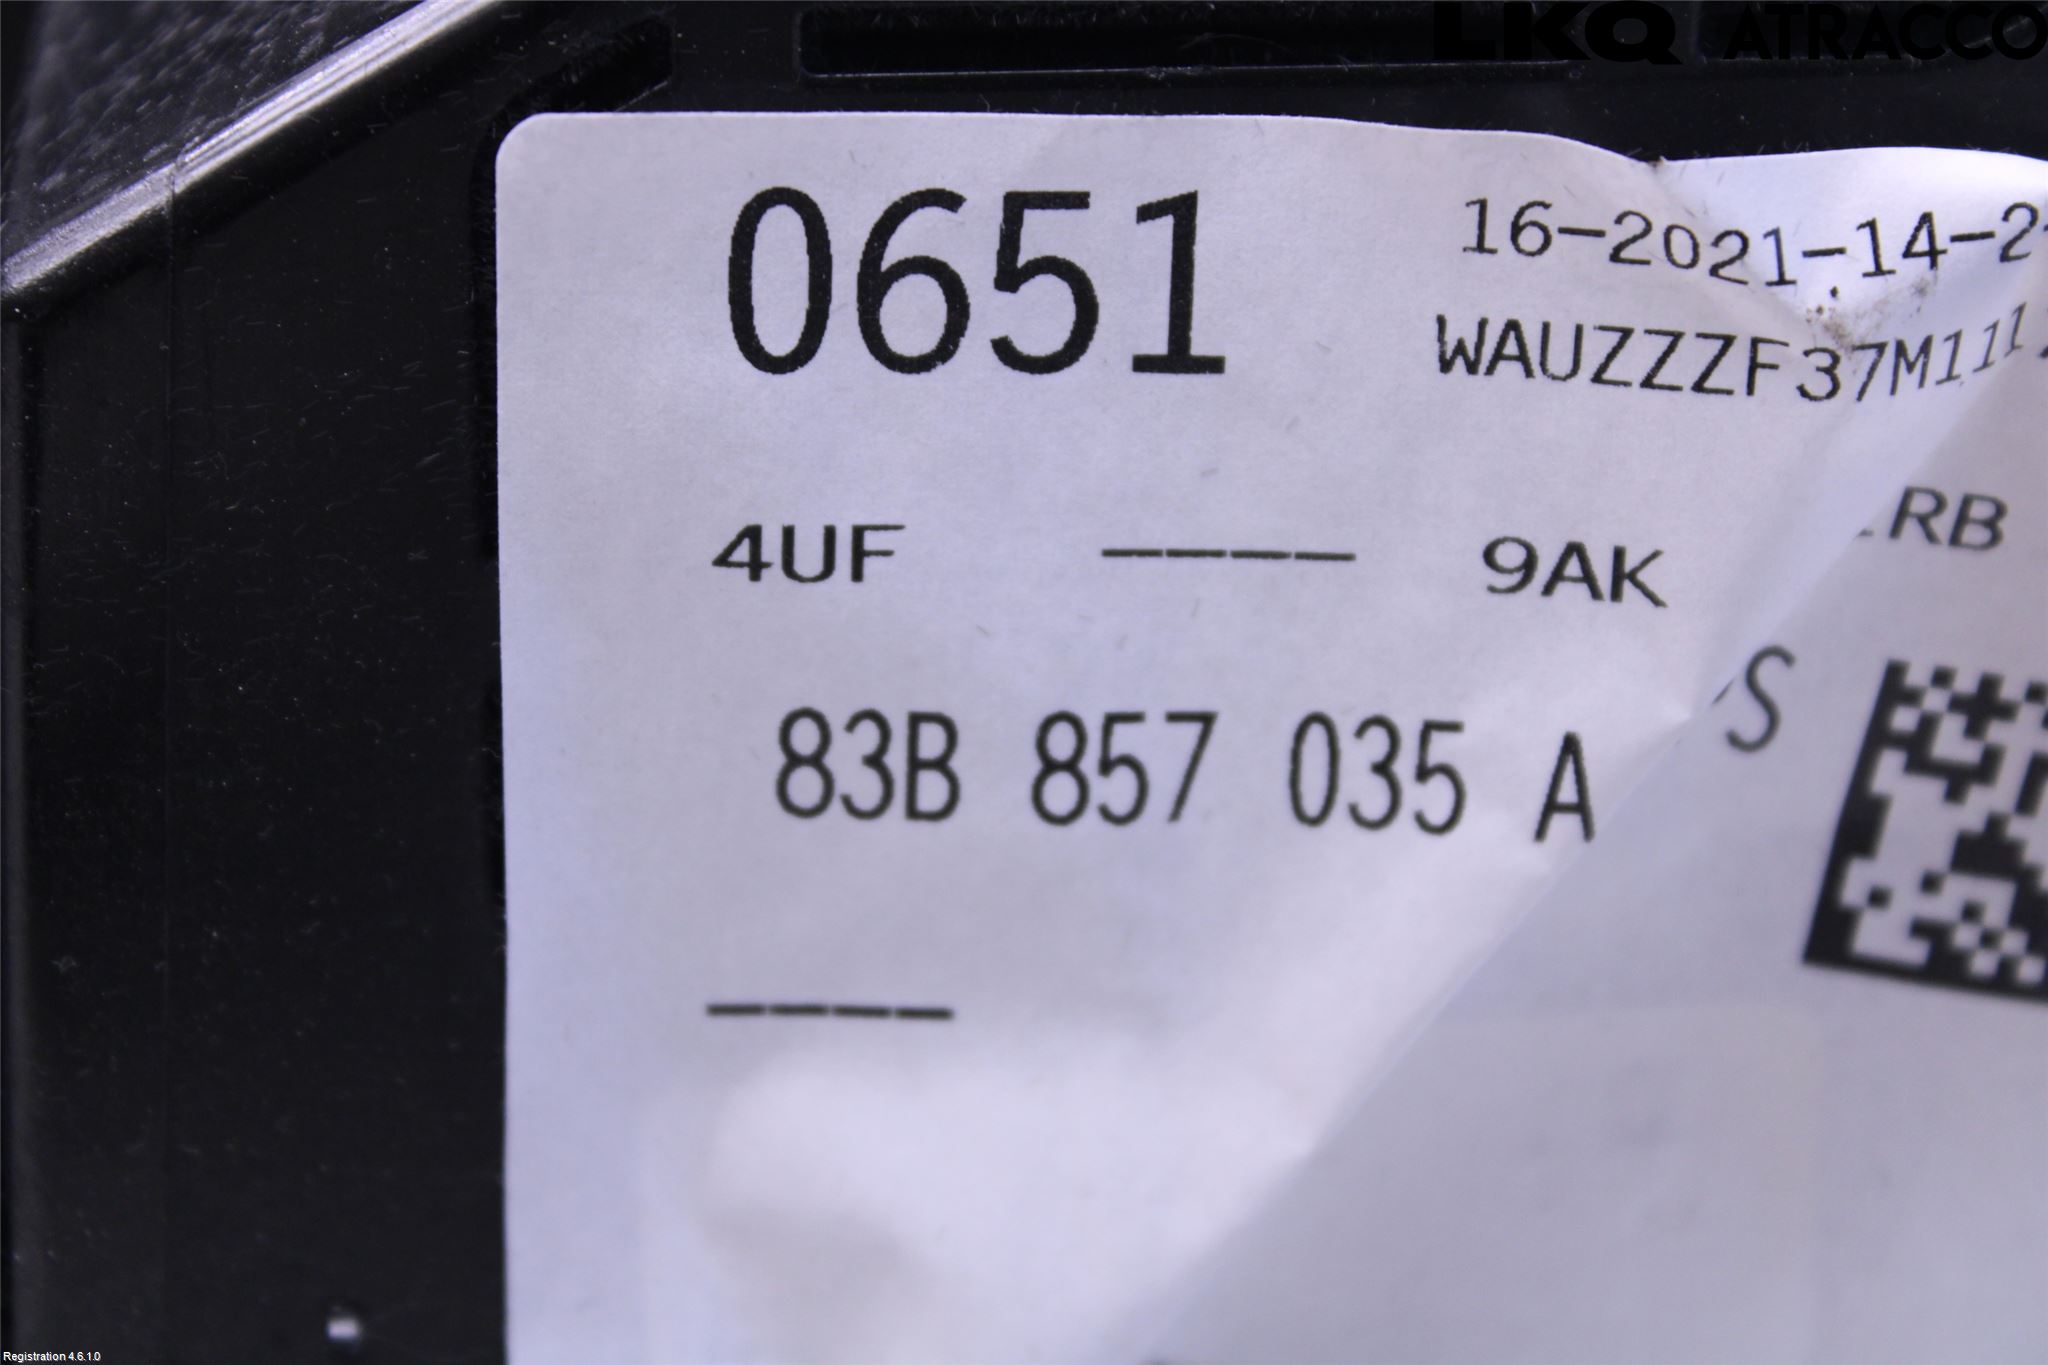 LKQ ATRACCO
0651
16-2021-14-2
WAUZZZF37M111
4UF ---- 9AK
RB
83B 857 035 A
S
----
Registration 4.6.1.0